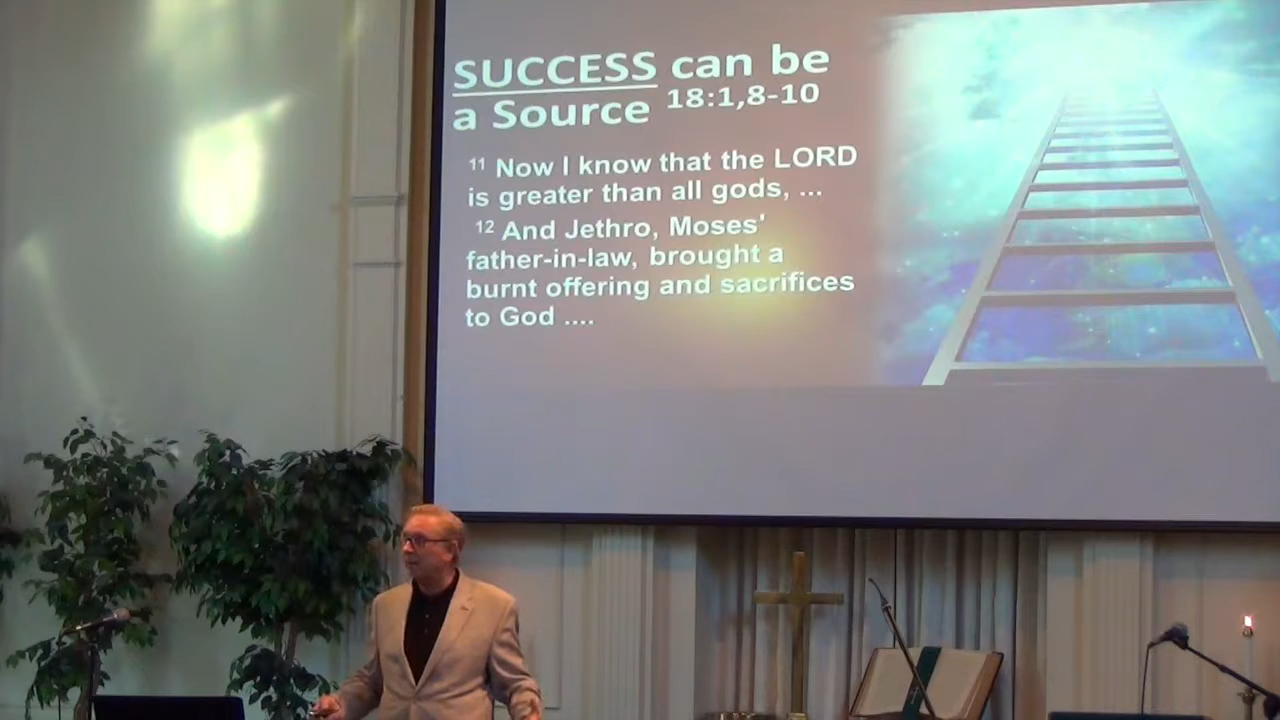 SUCCESS can be
a Source 18:1,8-10
11 Now I know that the LORD
is greater than all gods, ...
12 And Jethro, Moses'
father-in-law, brought a
burnt offering and sacrifices
to God ....